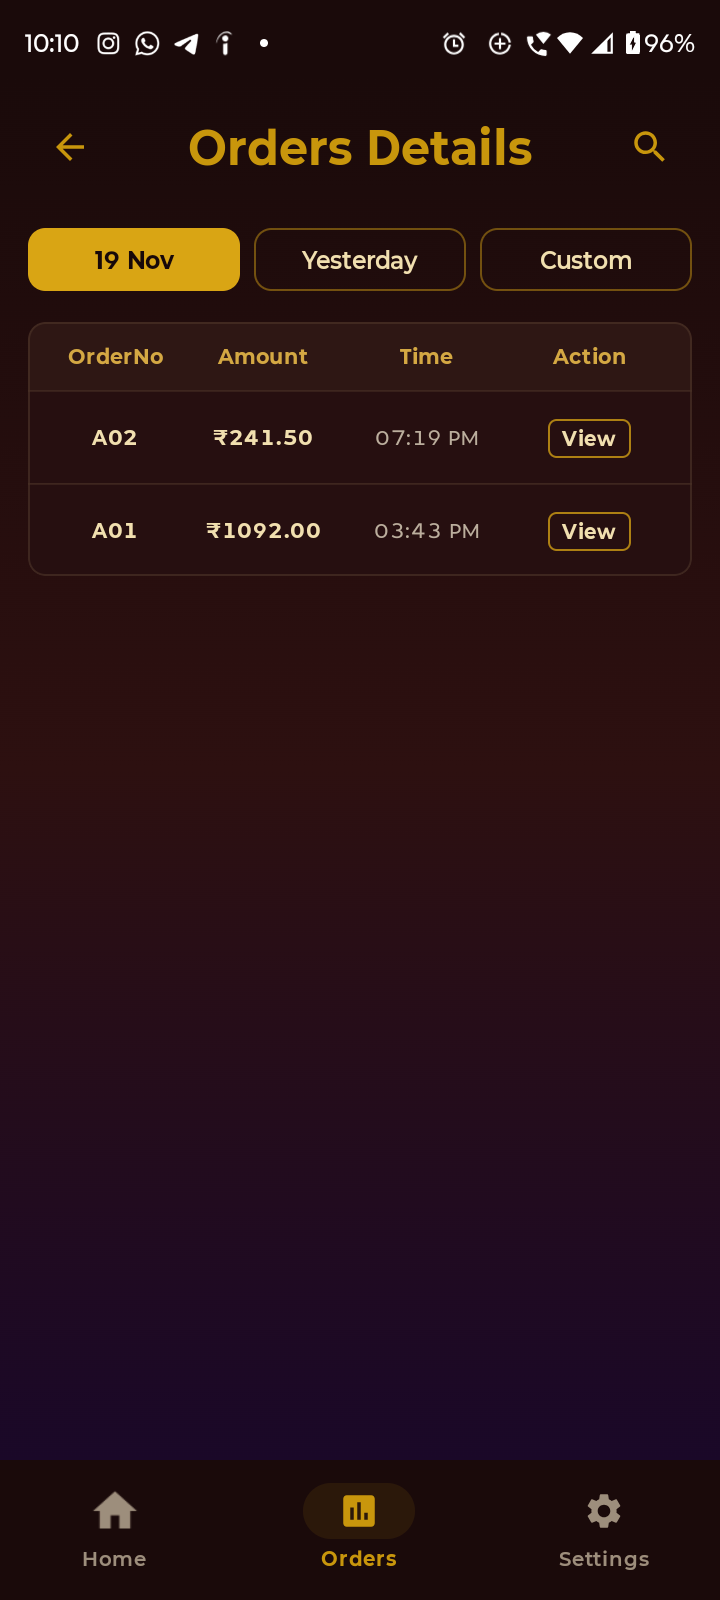 10:10 96%
Orders Details
19 Nov Yesterday Custom
OrderNo Amount Time Action
A02 ₹241.50 07:19 PM View
A01 ₹1092.00 03:43 PM View
Home Orders Settings